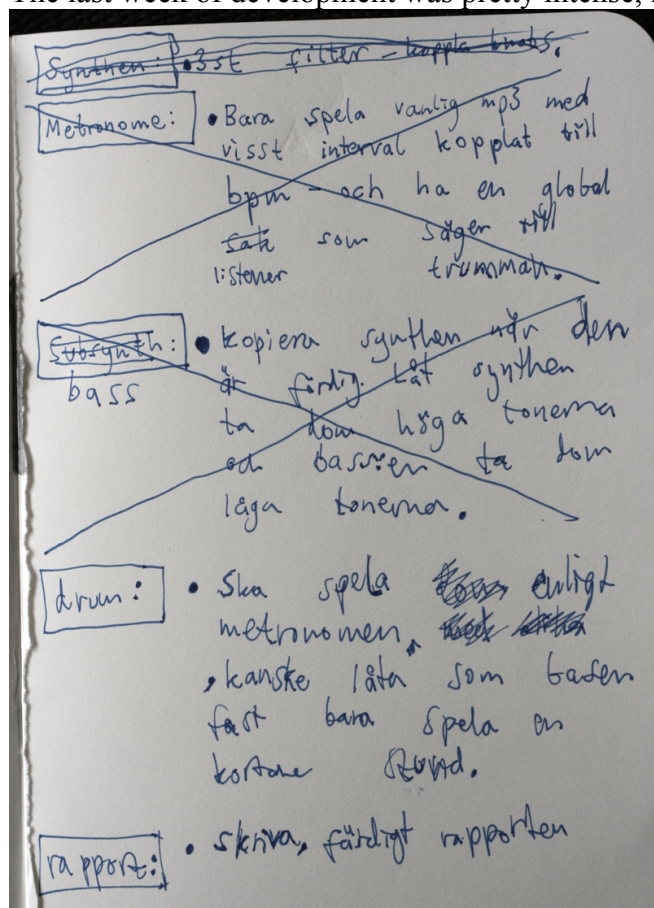 The last week of development was pretty intense,
Synthen: • 3st filter - koppla knobs.
Metronome: • Bara spela vanlig mp3 med
visst interval kopplat till
bpm - och ha en global
sak som säger till
listener trumman.
Subsynth: • kopiera synthen när den
bass är färdig. Låt synthen
ta dom höga tonerna
och bassen ta dom
låga tonerna.
drum: • Ska spela enligt
metronomen.
, kanske låta som basen
fast bara spela en
kortare stund.
rapport: • skriva, färdigt rapporten